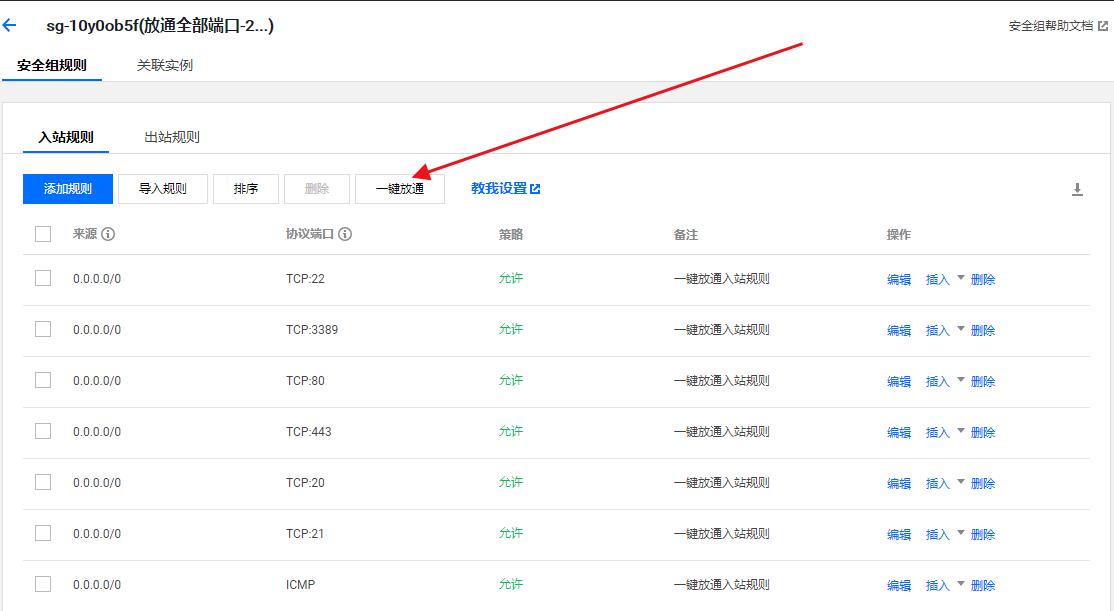 sg-10y0ob5f(放通全部端口-2...)
安全组帮助文档
安全组规则 关联实例
入站规则 出站规则
添加规则 导入规则 排序 删除 一键放通 教我设置
来源 协议端口 策略 备注 操作
0.0.0.0/0 TCP:22 允许 一键放通入站规则 编辑 插入 删除
0.0.0.0/0 TCP:3389 允许 一键放通入站规则 编辑 插入 删除
0.0.0.0/0 TCP:80 允许 一键放通入站规则 编辑 插入 删除
0.0.0.0/0 TCP:443 允许 一键放通入站规则 编辑 插入 删除
0.0.0.0/0 TCP:20 允许 一键放通入站规则 编辑 插入 删除
0.0.0.0/0 TCP:21 允许 一键放通入站规则 编辑 插入 删除
0.0.0.0/0 ICMP 允许 一键放通入站规则 编辑 插入 删除